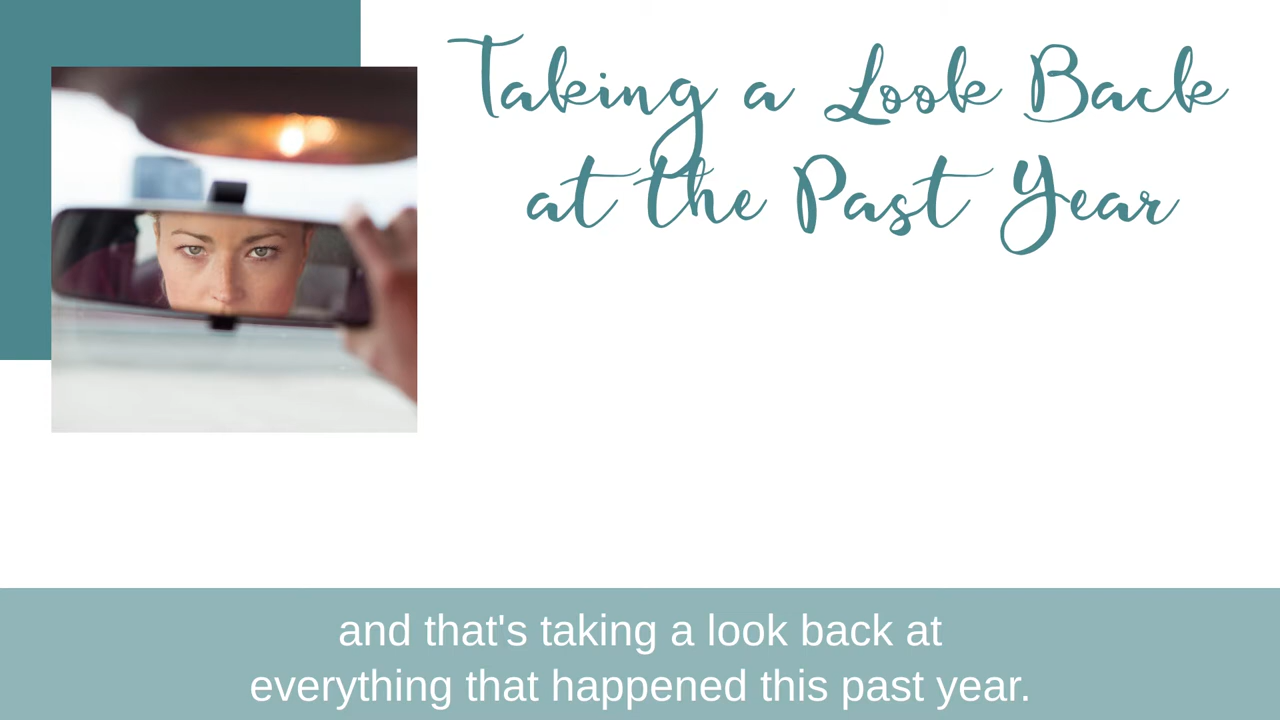 Taking a Look Back
at the Past Year
and that's taking a look back at
everything that happened this past year.